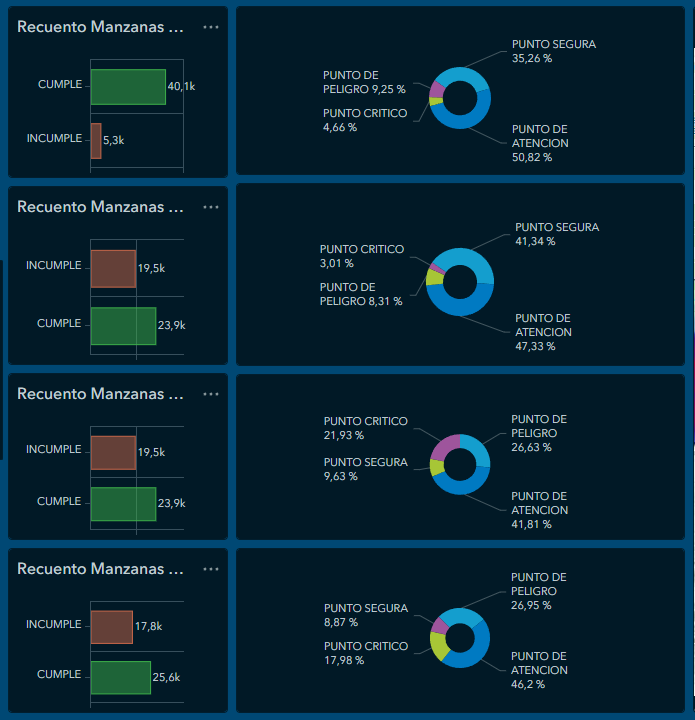 Recuento Manzanas ...
CUMPLE
40,1k
INCUMPLE
5,3k
PUNTO SEGURA
35,26 %
PUNTO DE
PELIGRO 9,25 %
PUNTO CRITICO
4,66 %
PUNTO DE
ATENCION
50,82 %
Recuento Manzanas ...
INCUMPLE
19,5k
CUMPLE
23,9k
PUNTO SEGURA
41,34 %
PUNTO CRITICO
3,01 %
PUNTO DE
PELIGRO 8,31 %
PUNTO DE
ATENCION
47,33 %
Recuento Manzanas ...
INCUMPLE
19,5k
CUMPLE
23,9k
PUNTO CRITICO
21,93 %
PUNTO DE
PELIGRO
26,63 %
PUNTO SEGURA
9,63 %
PUNTO DE
ATENCION
41,81 %
Recuento Manzanas ...
INCUMPLE
17,8k
CUMPLE
25,6k
PUNTO DE
PELIGRO
26,95 %
PUNTO SEGURA
8,87 %
PUNTO CRITICO
17,98 %
PUNTO DE
ATENCION
46,2 %